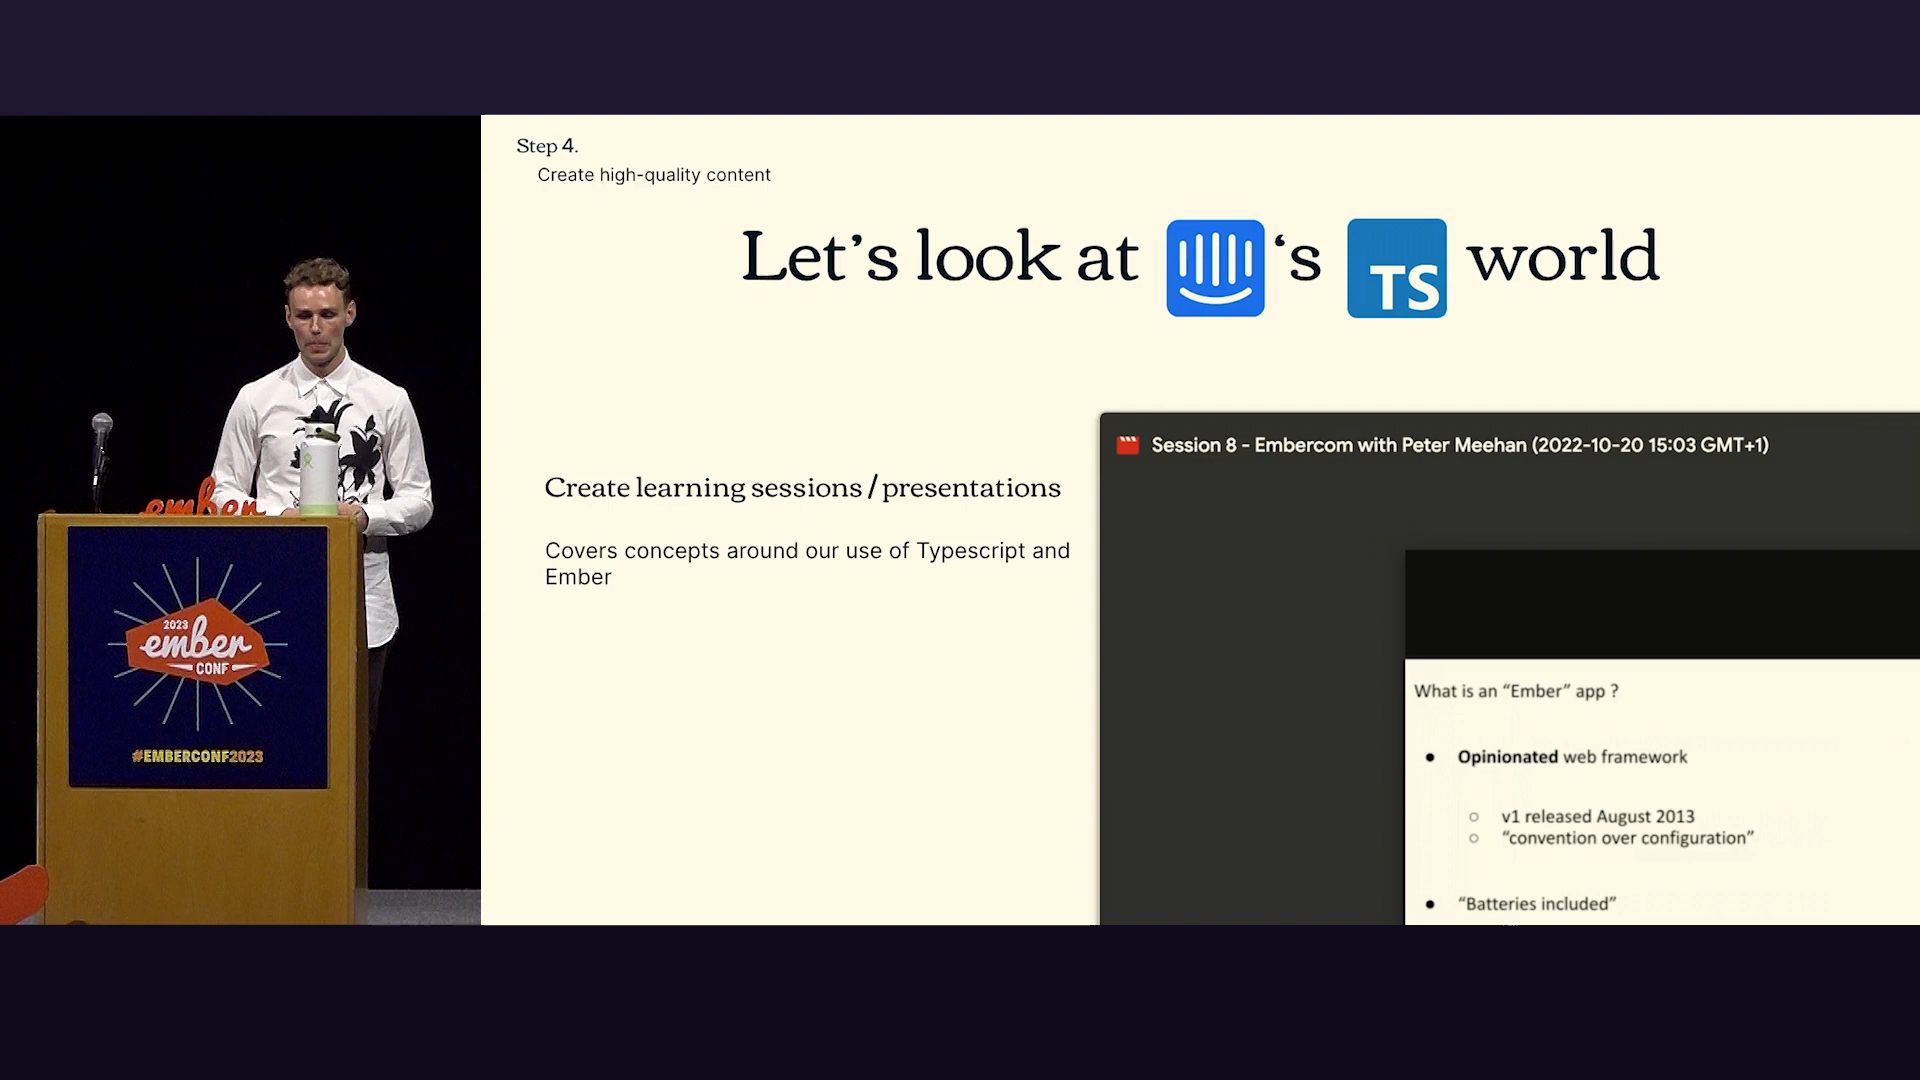 Step 4.
Create high-quality content
Let's look at 's TS world
Session 8 - Embercom with Peter Meehan (2022-10-20 15:03 GMT+1)
Create learning sessions / presentations
Covers concepts around our use of Typescript and
Ember
What is an “Ember” app ?
● Opinionated web framework
○ v1 released August 2013
○ “convention over configuration”
● “Batteries included”
ember
2023
ember
CONF
#EMBERCONF2023